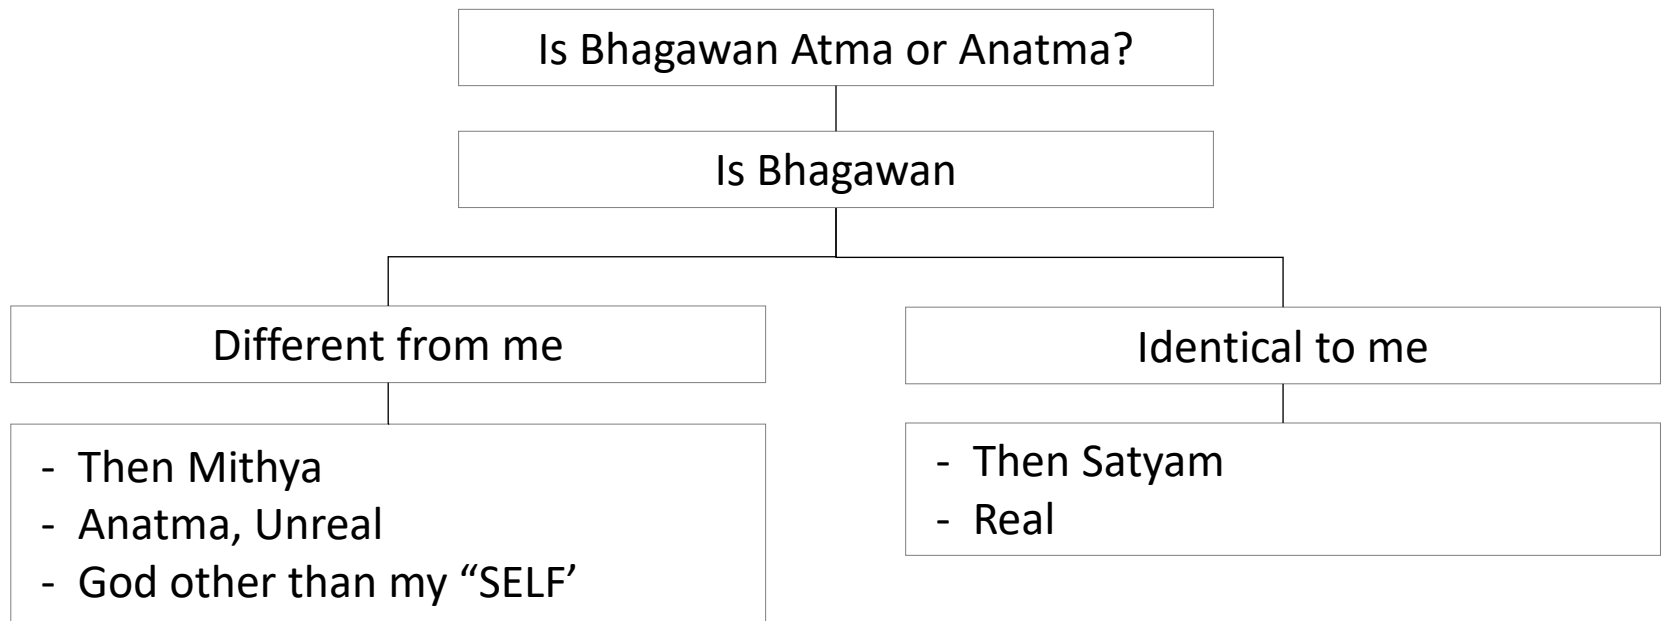 Is Bhagawan Atma or Anatma?
Is Bhagawan
Different from me
Identical to me
- Then Mithya
- Anatma, Unreal
- God other than my “SELF’
- Then Satyam
- Real